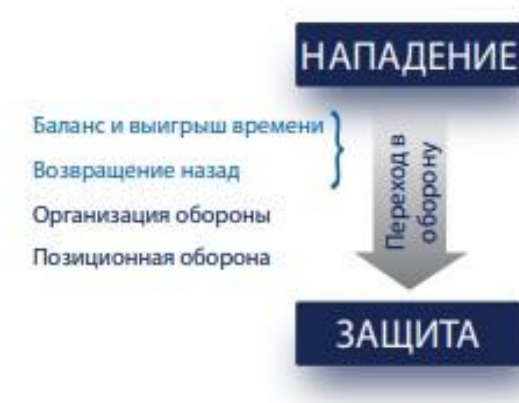 НАПАДЕНИЕ
Баланс и выигрыш времени
Возвращение назад
Организация обороны
Позиционная оборона
Переход в
оборону
ЗАЩИТА